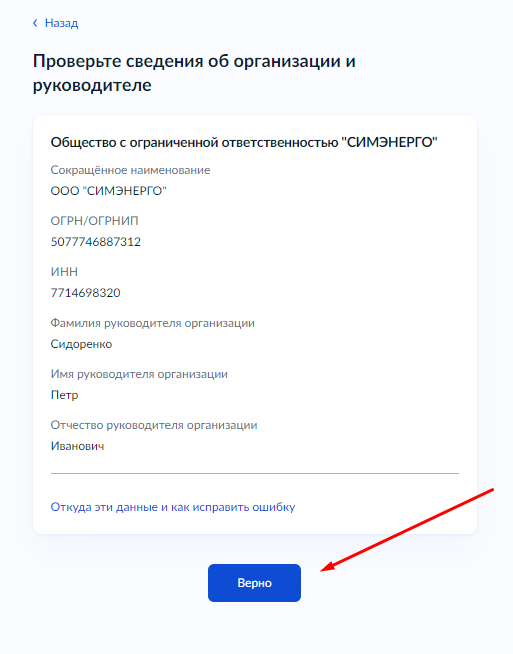 Назад
Проверьте сведения об организации и
руководителе
Общество с ограниченной ответственностью "СИМЭНЕРГО"
Сокращённое наименование
ООО "СИМЭНЕРГО"
ОГРН/ОГРНИП
5077746887312
ИНН
7714698320
Фамилия руководителя организации
Сидоренко
Имя руководителя организации
Петр
Отчество руководителя организации
Иванович
Откуда эти данные и как исправить ошибку
Верно